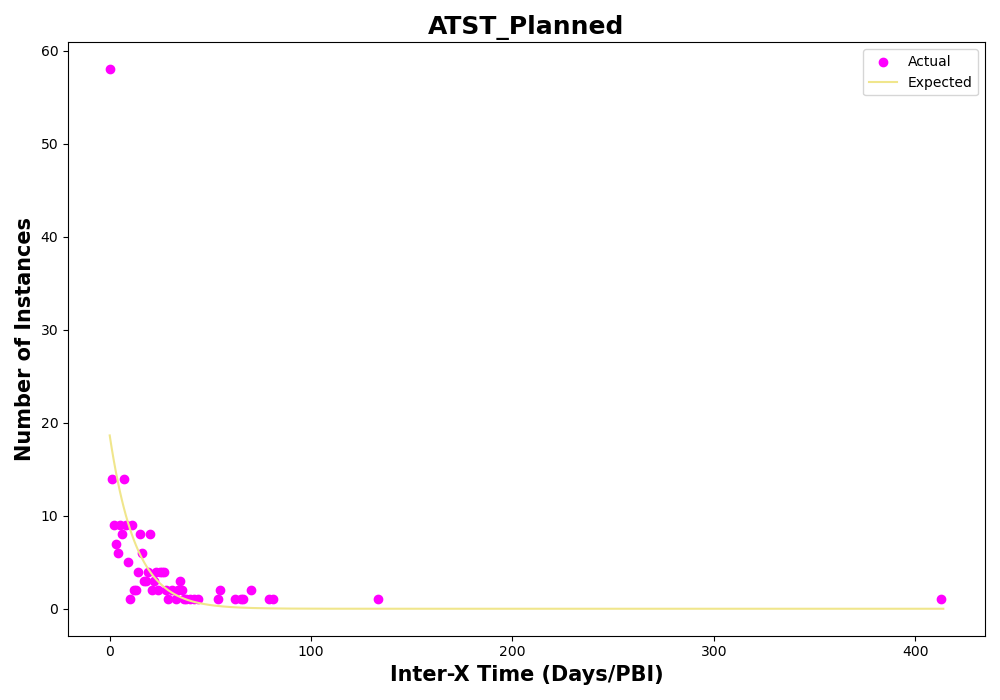 ATST_Planned
Actual
Expected
Number of Instances
60
50
40
30
20
10
0
0 100 200 300 400
Inter-X Time (Days/PBI)